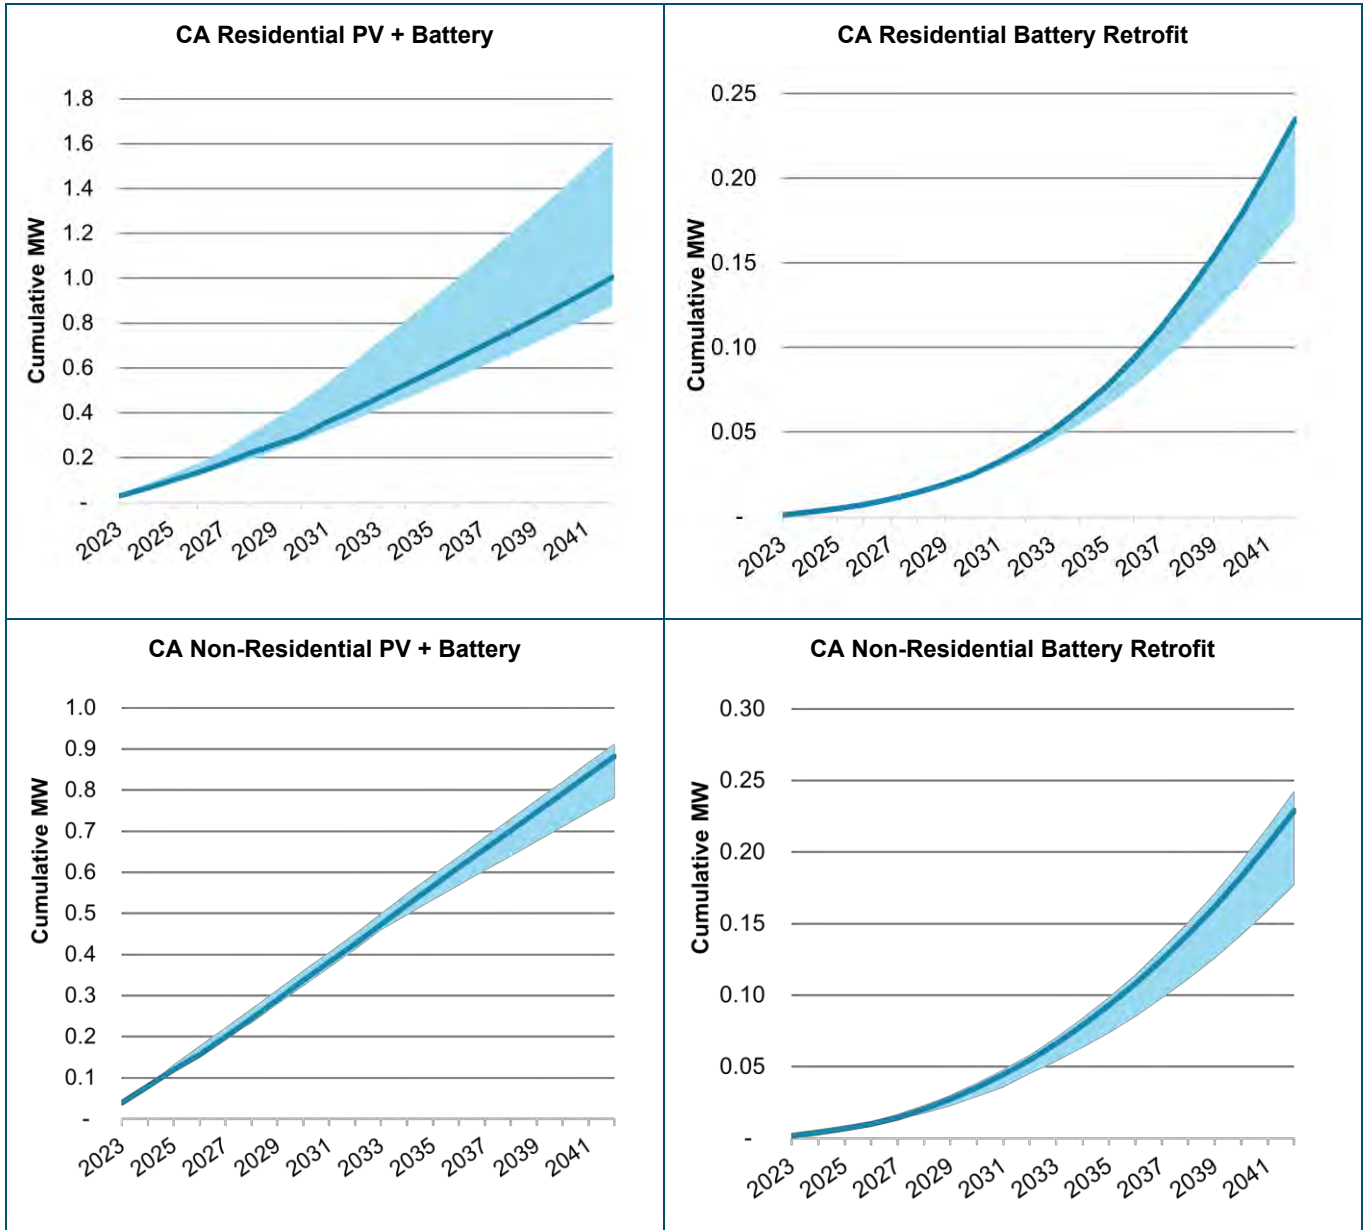 CA Residential PV + Battery
Cumulative MW
1.8
1.6
1.4
1.2
1.0
0.8
0.6
0.4
0.2
-
2023 2025 2027 2029 2031 2033 2035 2037 2039 2041
CA Residential Battery Retrofit
Cumulative MW
0.25
0.20
0.15
0.10
0.05
-
2023 2025 2027 2029 2031 2033 2035 2037 2039 2041
CA Non-Residential PV + Battery
Cumulative MW
1.0
0.9
0.8
0.7
0.6
0.5
0.4
0.3
0.2
0.1
-
2023 2025 2027 2029 2031 2033 2035 2037 2039 2041
CA Non-Residential Battery Retrofit
Cumulative MW
0.30
0.25
0.20
0.15
0.10
0.05
-
2023 2025 2027 2029 2031 2033 2035 2037 2039 2041